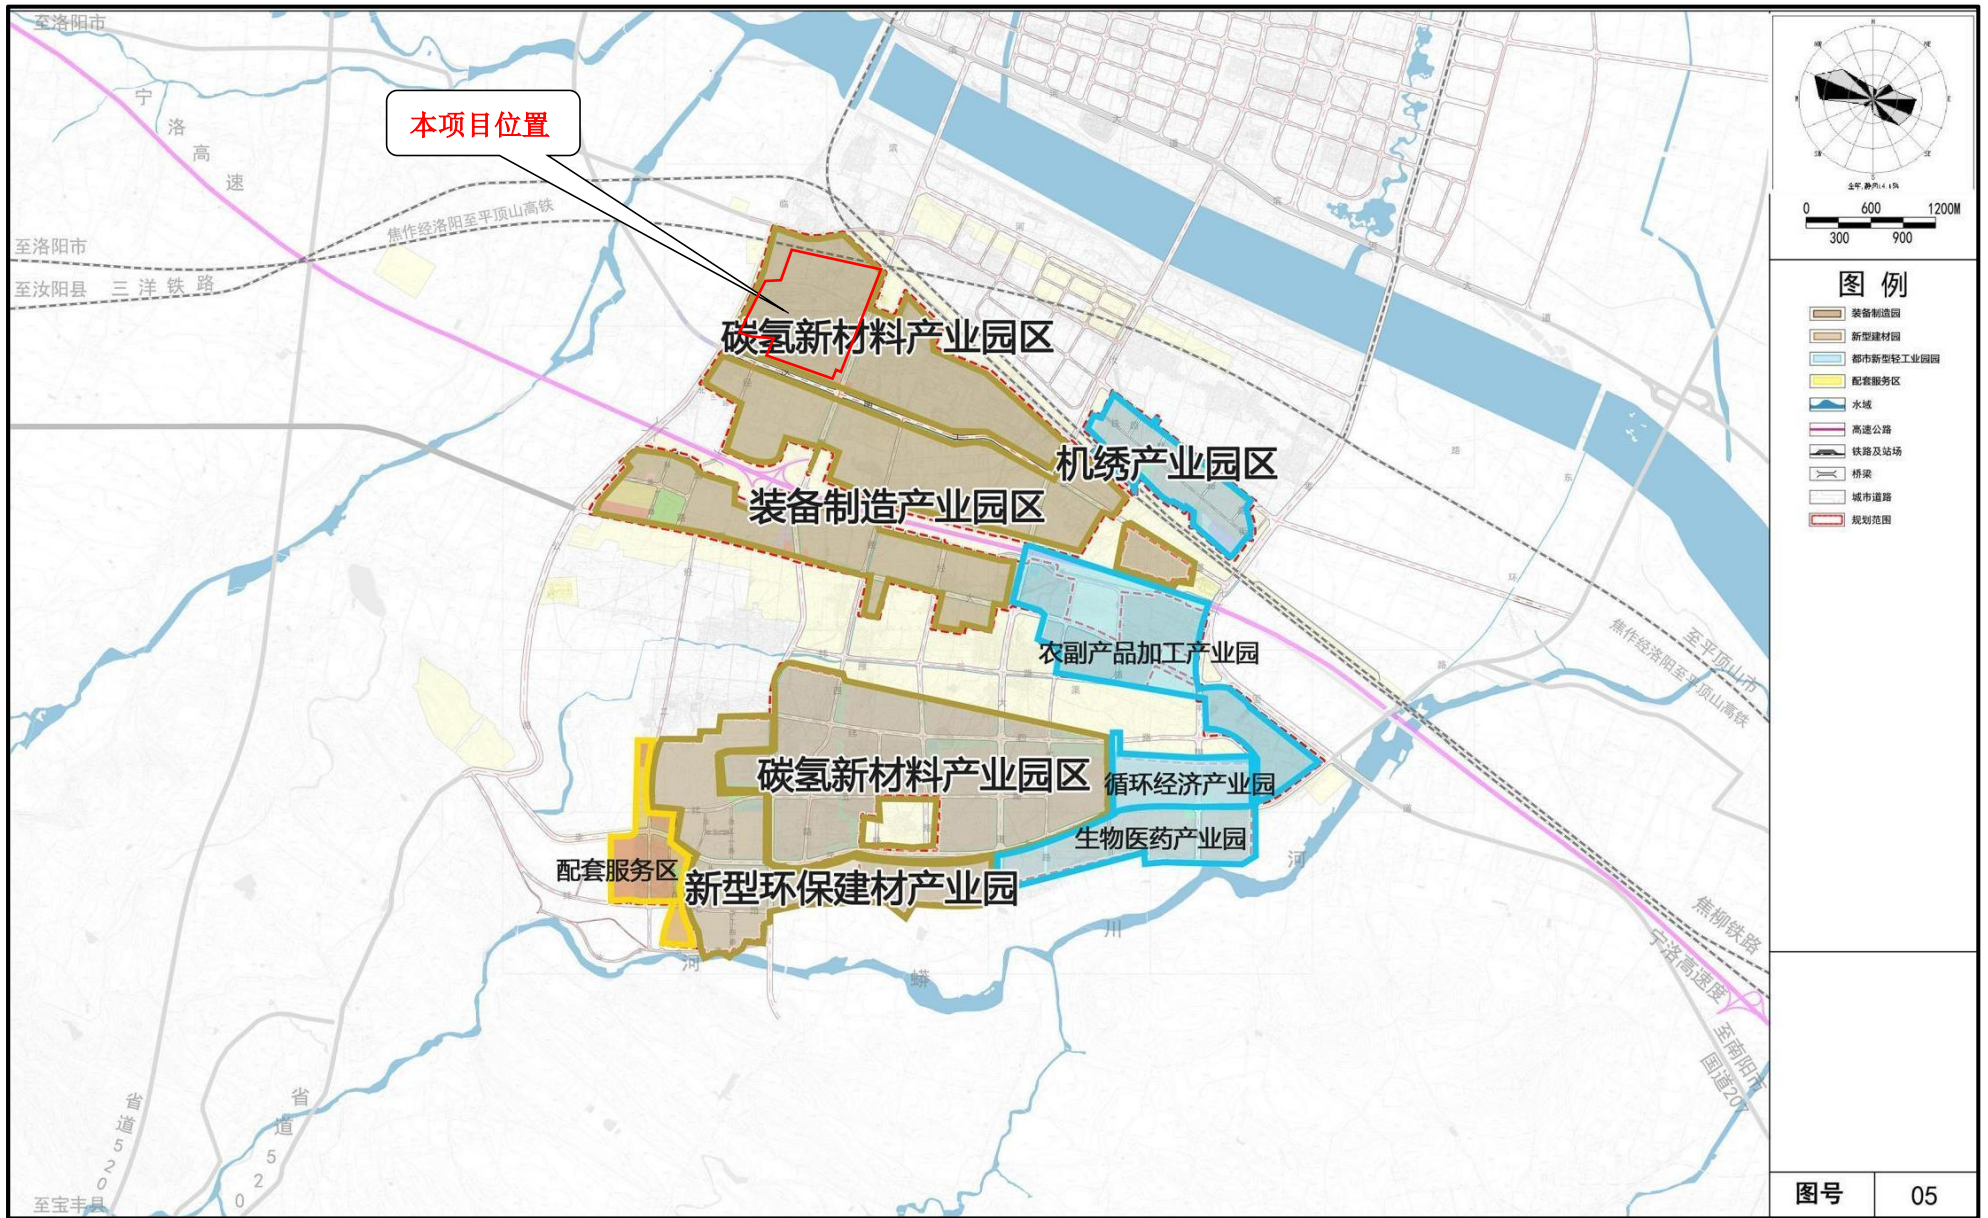 至洛阳市
宁
洛
高
速
本项目位置
焦作经洛阳至平顶山高铁
至洛阳市
至汝阳县 三洋铁路
碳氢新材料产业园区
机绣产业园区
装备制造产业园区
农副产品加工产业园
碳氢新材料产业园区
循环经济产业园
生物医药产业园
配套服务区
新型环保建材产业园
河
蟒
川
河
至平顶山市
焦作经洛阳至平顶山高铁
焦柳铁路
宁洛高速度
至南阳市
国道207
省道520
省道520
至宝丰县
N
NE
E
SE
S
SW
W
NW
0 600 1200M
300 900
图 例
装备制造园
新型建材园
都市新型轻工业园园
配套服务区
水域
高速公路
铁路及站场
桥梁
城市道路
规划范围
图号 05